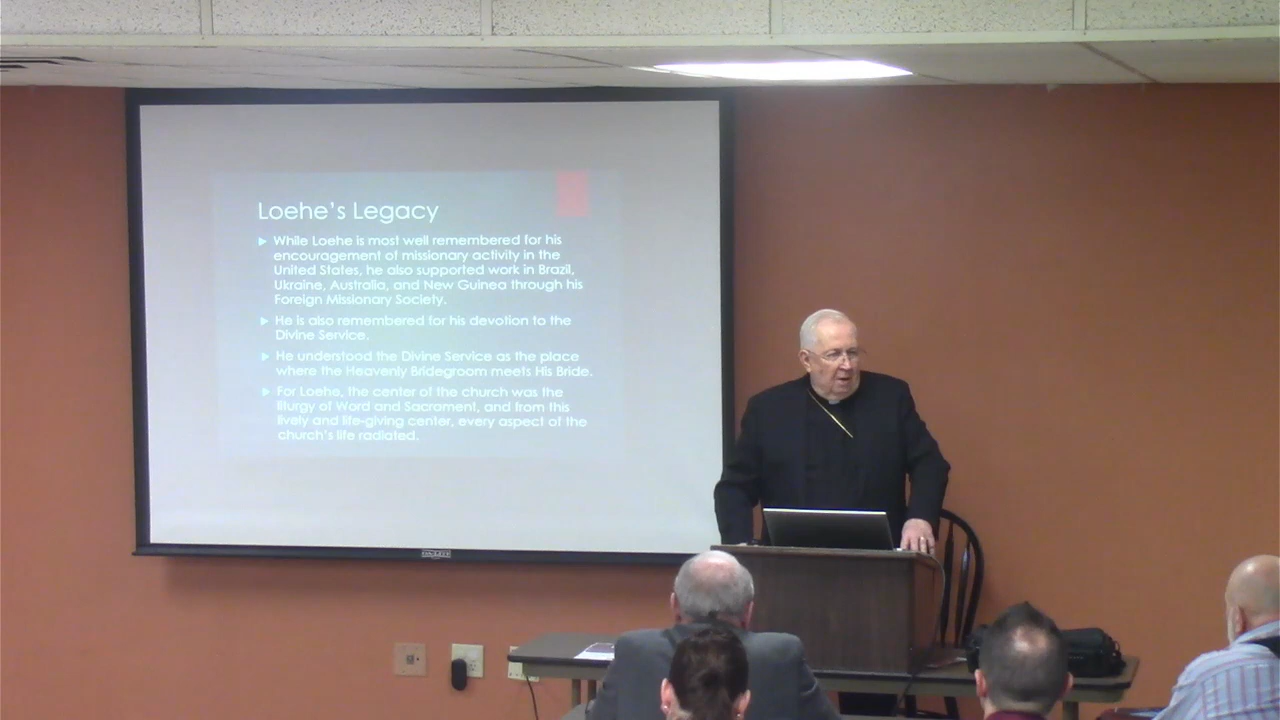 Loehe's Legacy
While Loehe is most well remembered for his
encouragement of missionary activity in the
United States, he also supported work in Brazil,
Ukraine, Australia, and New Guinea through his
Foreign Missionary Society.
He is also remembered for his devotion to the
Divine Service.
He understood the Divine Service as the place
where the Heavenly Bridegroom meets His Bride.
For Loehe, the center of the church was the
liturgy of Word and Sacrament, and from this
lively and life-giving center, every aspect of the
church's life radiated.